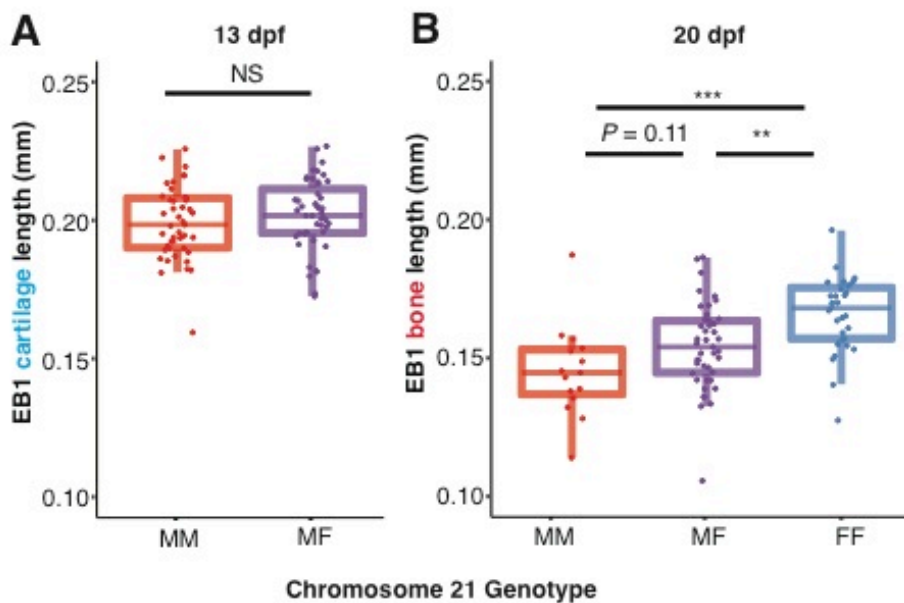 A
13 dpf
NS
0.25
0.20
0.15
0.10
EB1 cartilage length (mm)
MM
MF
B
20 dpf
***
P = 0.11
**
0.25
0.20
0.15
0.10
EB1 bone length (mm)
MM
MF
FF
Chromosome 21 Genotype